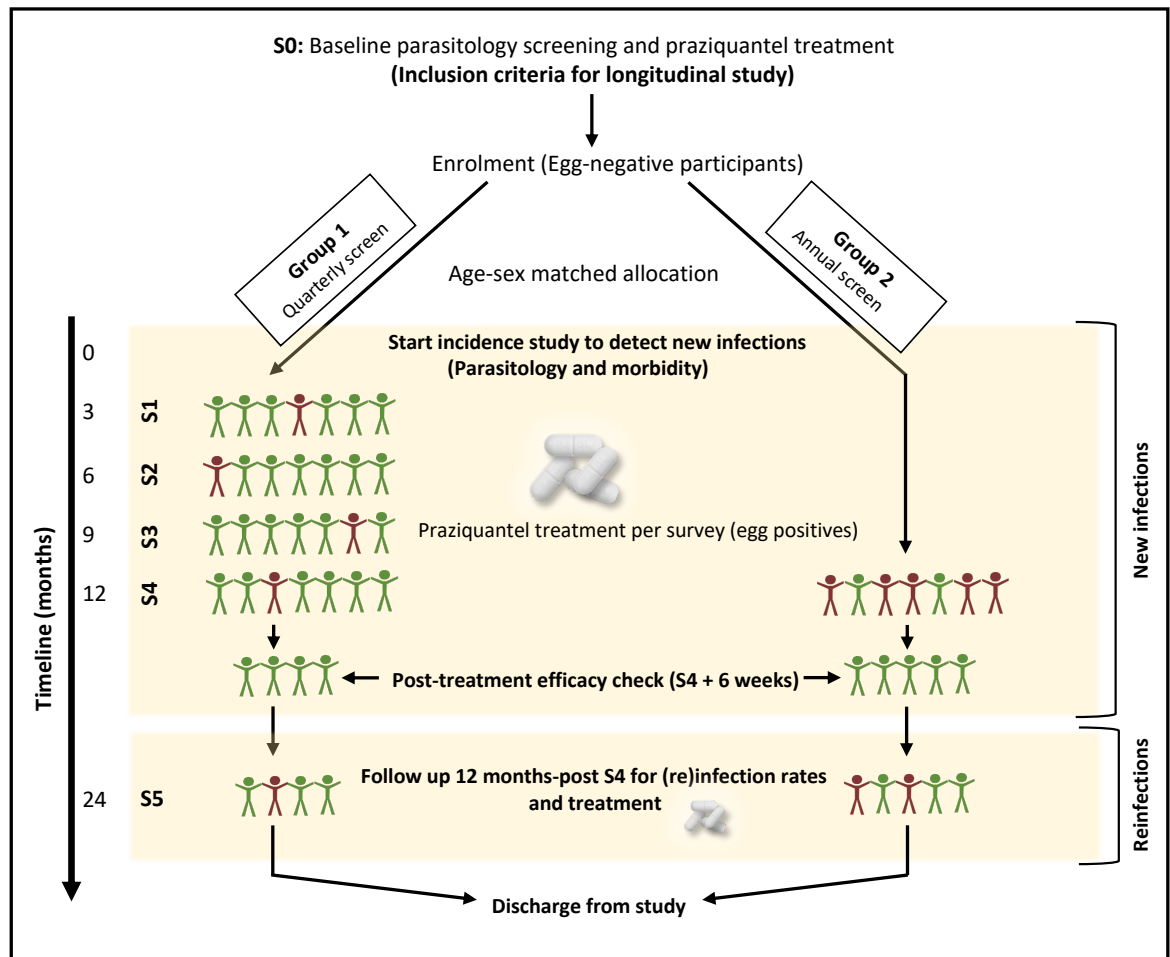 S0: Baseline parasitology screening and praziquantel treatment
(Inclusion criteria for longitudinal study)
Enrolment (Egg-negative participants)
Group 1
Quarterly screen
Group 2
Annual screen
Age-sex matched allocation
Timeline (months)
0
Start incidence study to detect new infections
(Parasitology and morbidity)
3
S1
6
S2
9
S3
Praziquantel treatment per survey (egg positives)
12
S4
New infections
Post-treatment efficacy check (S4 + 6 weeks)
24
S5
Follow up 12 months-post S4 for (re)infection rates
and treatment
Reinfections
Discharge from study